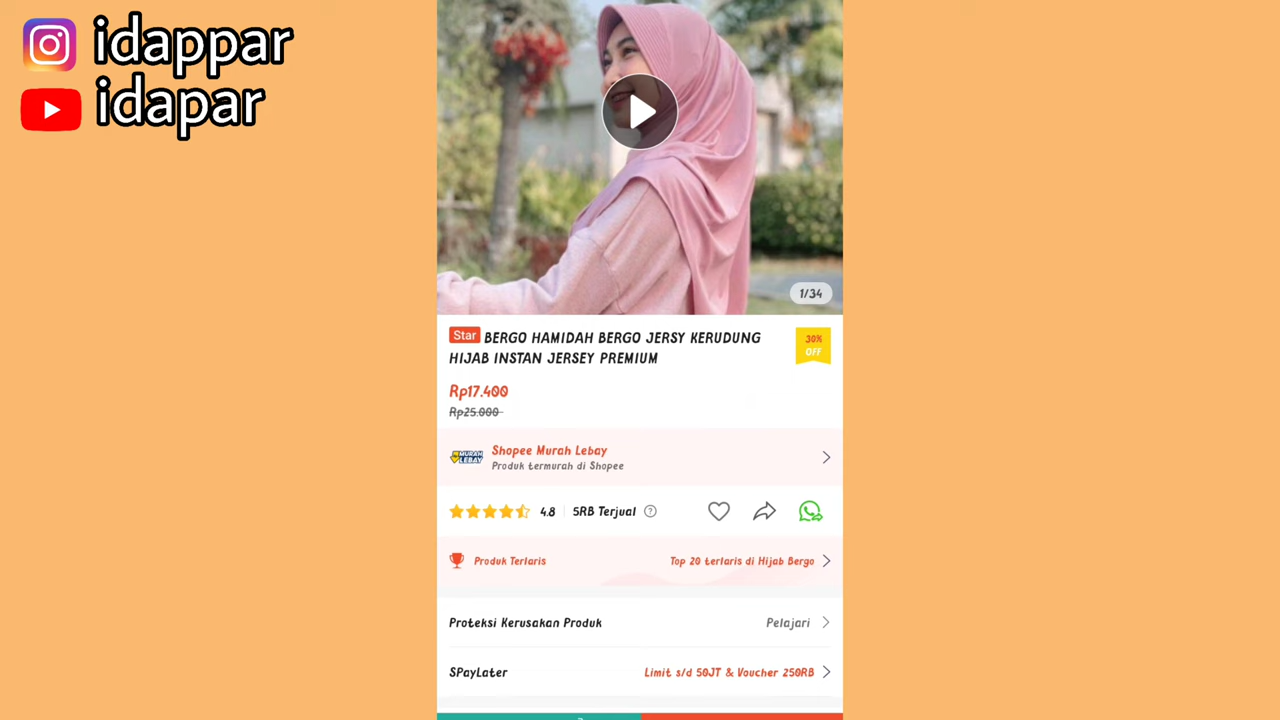 idappar
idapar
1/34
Star BERGO HAMIDAH BERGO JERSY KERUDUNG
HIJAB INSTAN JERSEY PREMIUM
30%
OFF
Rp17.400
Rp25.000
MURAH
LEBAY
Shopee Murah Lebay
Produk termurah di Shopee
4.8
5RB Terjual
?
Produk Terlaris
Top 20 terlaris di Hijab Bergo
Proteksi Kerusakan Produk
Pelajari
SPayLater
Limit s/d 50JT & Voucher 250RB